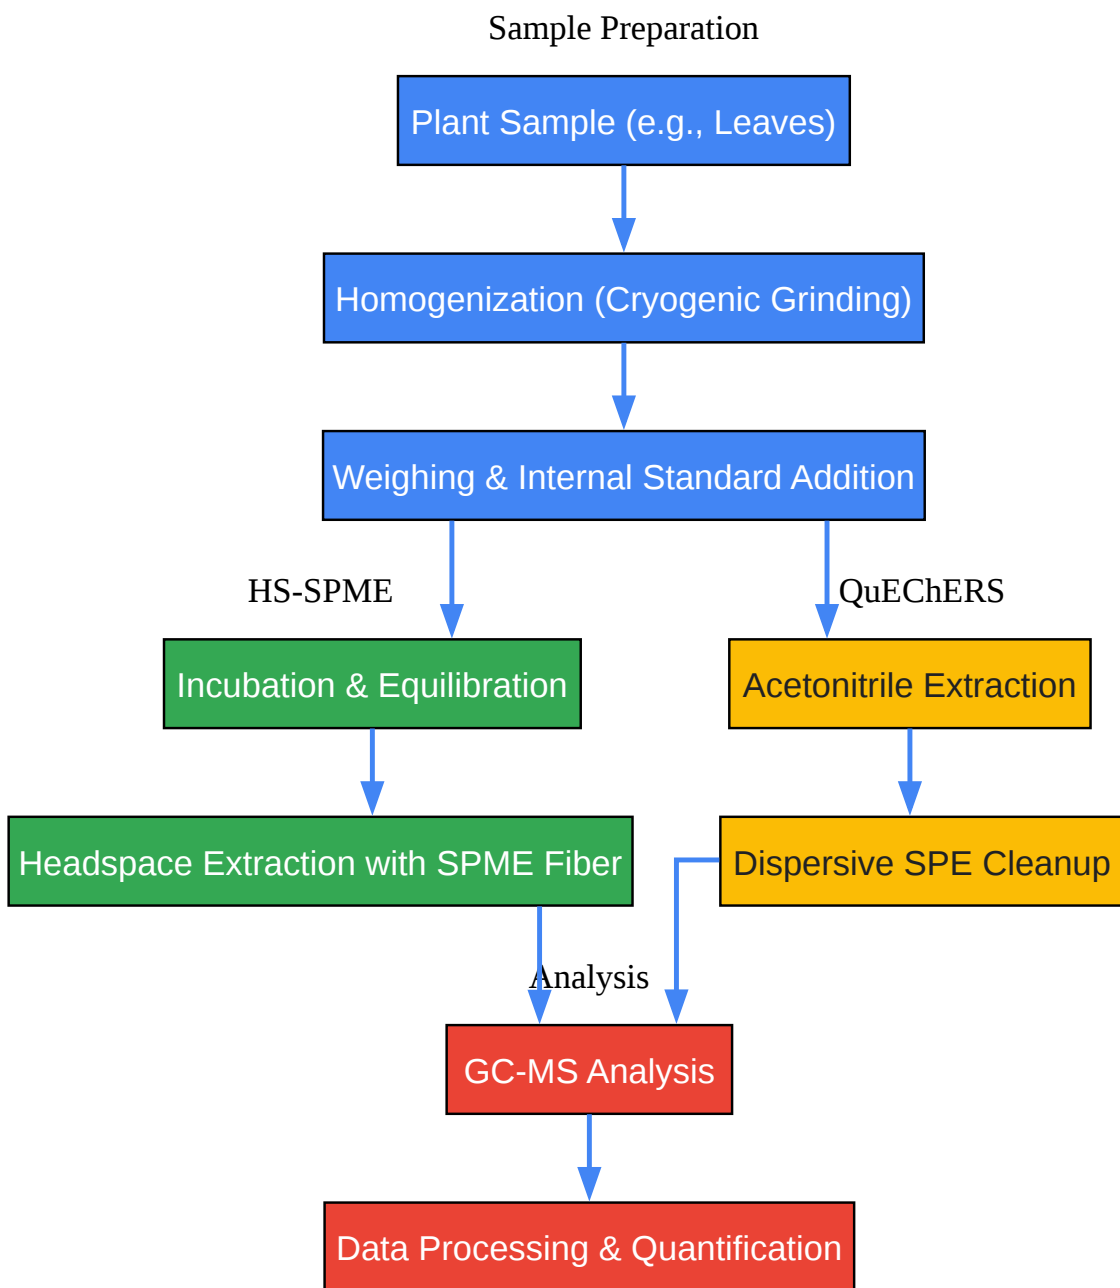 Sample Preparation
Plant Sample (e.g., Leaves)
Homogenization (Cryogenic Grinding)
Weighing & Internal Standard Addition
HS-SPME
QuEChERS
Incubation & Equilibration
Acetonitrile Extraction
Headspace Extraction with SPME Fiber
Dispersive SPE Cleanup
Analysis
GC-MS Analysis
Data Processing & Quantification